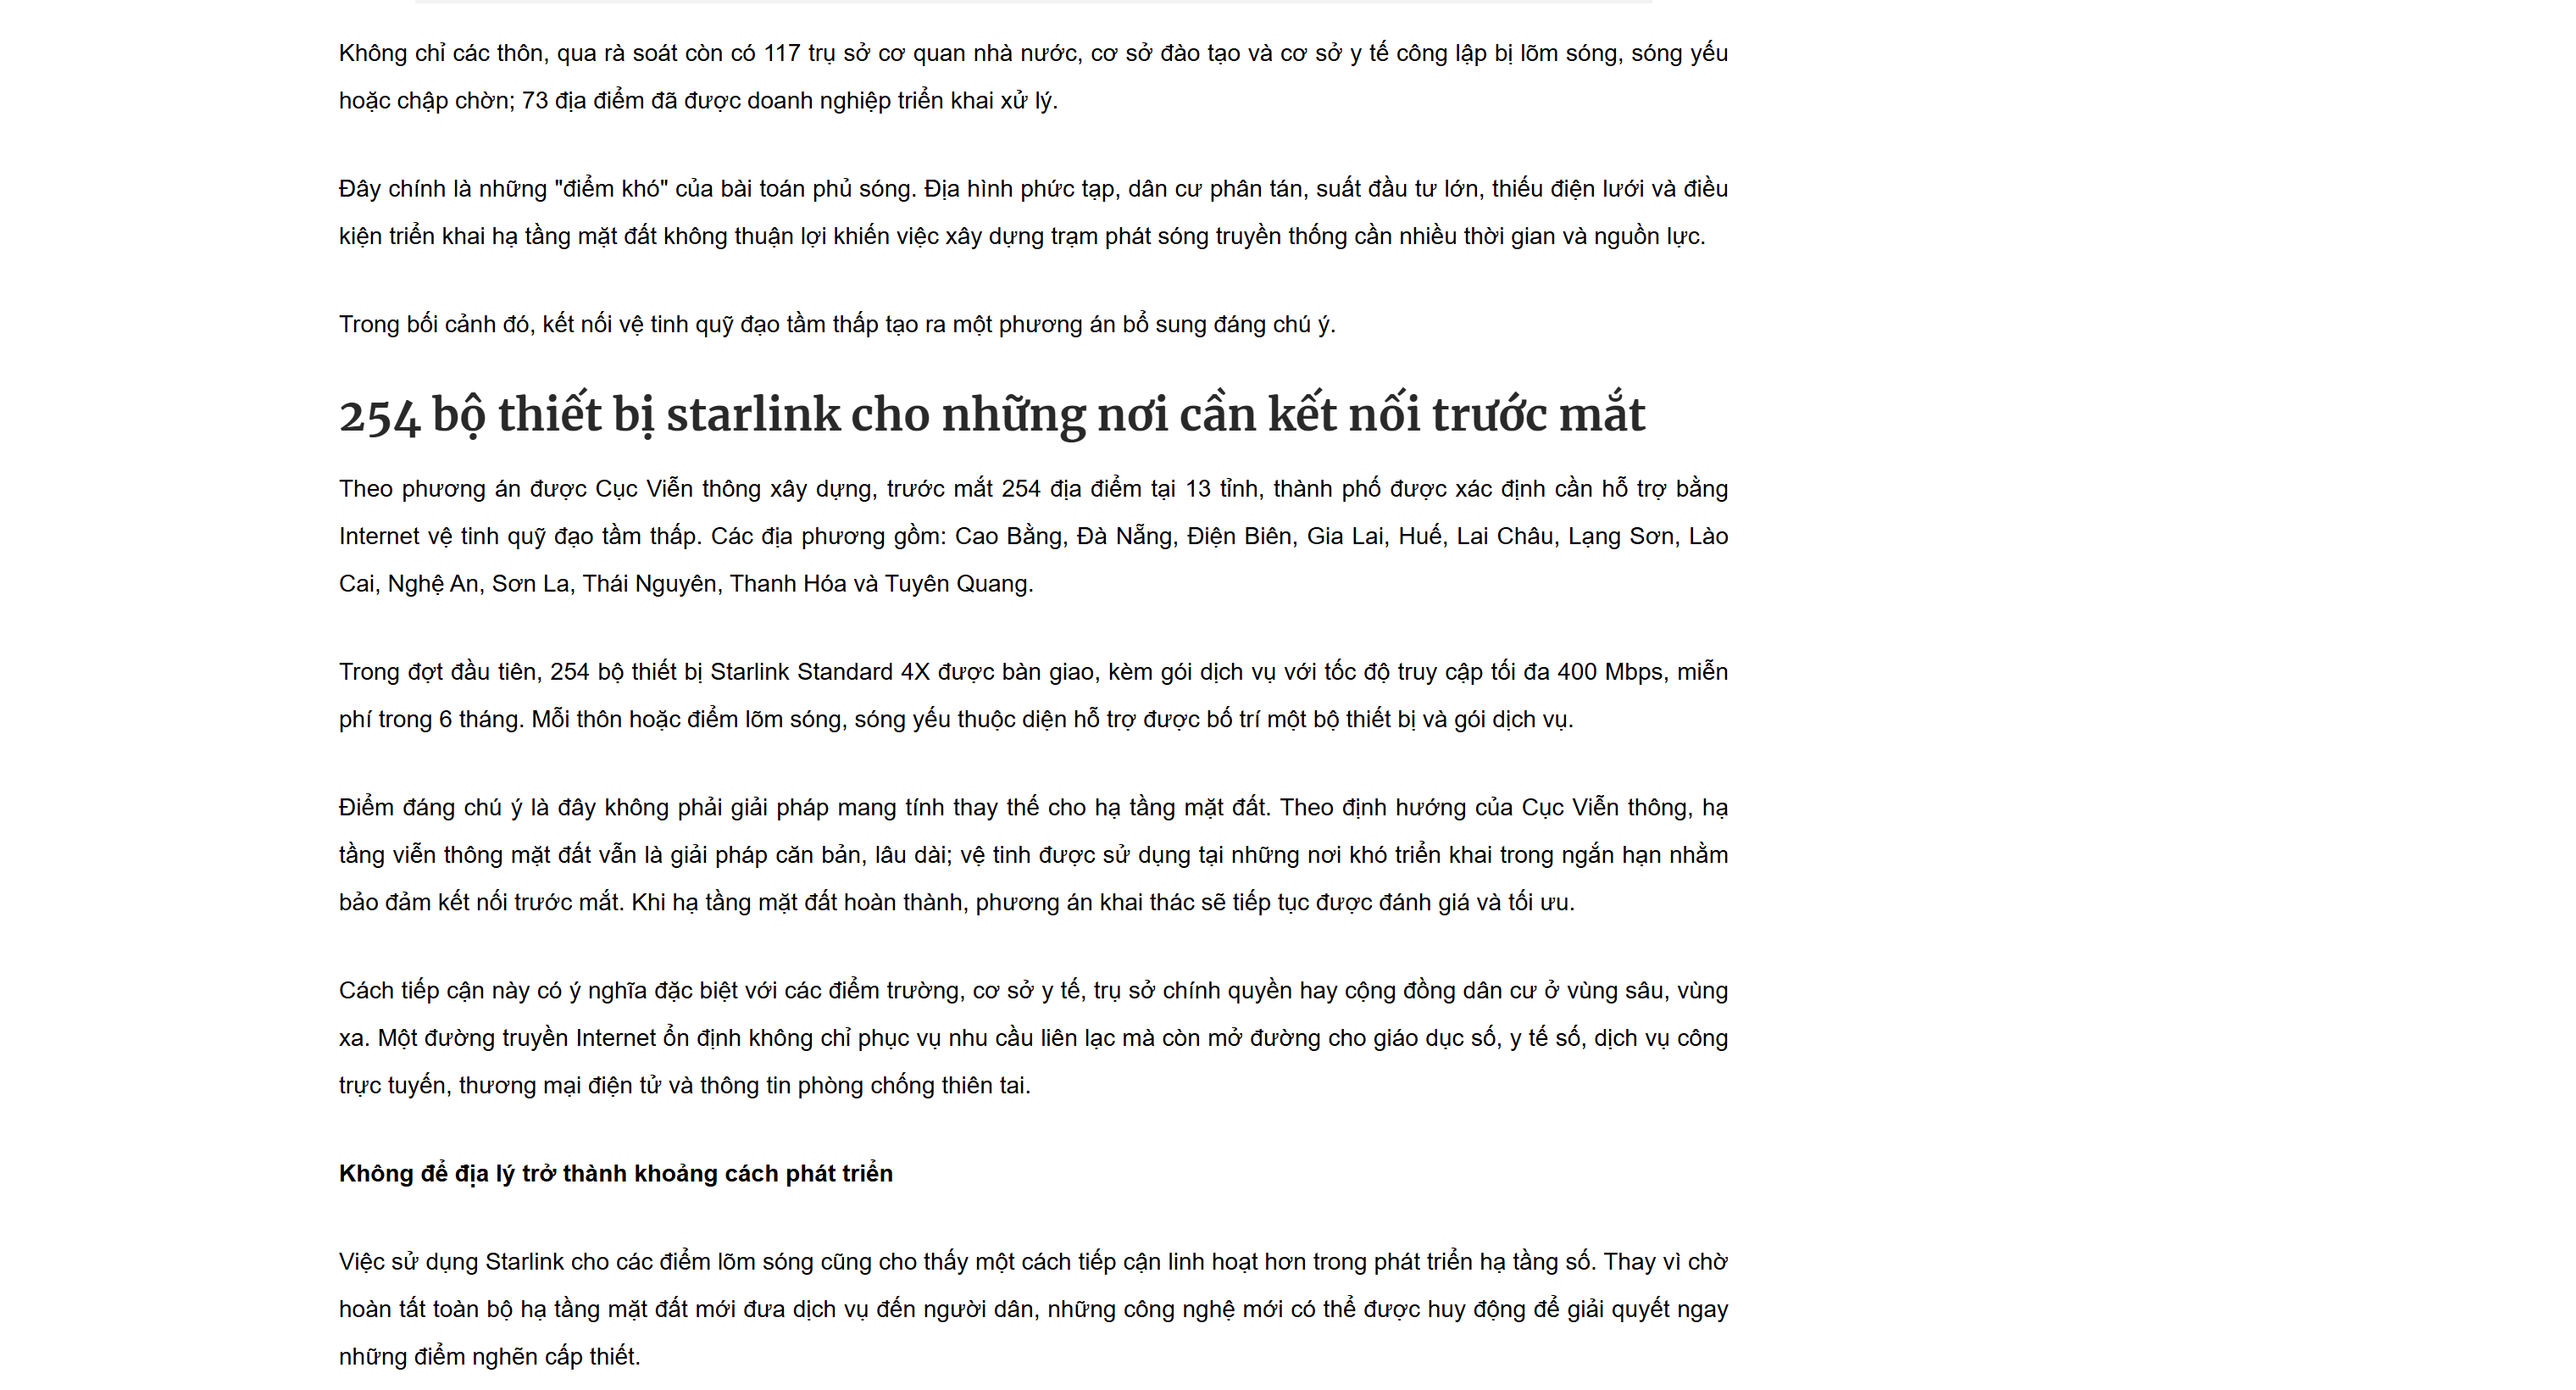 Không chỉ các thôn, qua rà soát còn có 117 trụ sở cơ quan nhà nước, cơ sở đào tạo và cơ sở y tế công lập bị lõm sóng, sóng yếu
hoặc chập chờn; 73 địa điểm đã được doanh nghiệp triển khai xử lý.
Đây chính là những "điểm khó" của bài toán phủ sóng. Địa hình phức tạp, dân cư phân tán, suất đầu tư lớn, thiếu điện lưới và điều
kiện triển khai hạ tầng mặt đất không thuận lợi khiến việc xây dựng trạm phát sóng truyền thống cần nhiều thời gian và nguồn lực.
Trong bối cảnh đó, kết nối vệ tinh quỹ đạo tầm thấp tạo ra một phương án bổ sung đáng chú ý.
254 bộ thiết bị starlink cho những nơi cần kết nối trước mắt
Theo phương án được Cục Viễn thông xây dựng, trước mắt 254 địa điểm tại 13 tỉnh, thành phố được xác định cần hỗ trợ bằng
Internet vệ tinh quỹ đạo tầm thấp. Các địa phương gồm: Cao Bằng, Đà Nẵng, Điện Biên, Gia Lai, Huế, Lai Châu, Lạng Sơn, Lào
Cai, Nghệ An, Sơn La, Thái Nguyên, Thanh Hóa và Tuyên Quang.
Trong đợt đầu tiên, 254 bộ thiết bị Starlink Standard 4X được bàn giao, kèm gói dịch vụ với tốc độ truy cập tối đa 400 Mbps, miễn
phí trong 6 tháng. Mỗi thôn hoặc điểm lõm sóng, sóng yếu thuộc diện hỗ trợ được bố trí một bộ thiết bị và gói dịch vụ.
Điểm đáng chú ý là đây không phải giải pháp mang tính thay thế cho hạ tầng mặt đất. Theo định hướng của Cục Viễn thông, hạ
tầng viễn thông mặt đất vẫn là giải pháp căn bản, lâu dài; vệ tinh được sử dụng tại những nơi khó triển khai trong ngắn hạn nhằm
bảo đảm kết nối trước mắt. Khi hạ tầng mặt đất hoàn thành, phương án khai thác sẽ tiếp tục được đánh giá và tối ưu.
Cách tiếp cận này có ý nghĩa đặc biệt với các điểm trường, cơ sở y tế, trụ sở chính quyền hay cộng đồng dân cư ở vùng sâu, vùng
xa. Một đường truyền Internet ổn định không chỉ phục vụ nhu cầu liên lạc mà còn mở đường cho giáo dục số, y tế số, dịch vụ công
trực tuyến, thương mại điện tử và thông tin phòng chống thiên tai.
Không để địa lý trở thành khoảng cách phát triển
Việc sử dụng Starlink cho các điểm lõm sóng cũng cho thấy một cách tiếp cận linh hoạt hơn trong phát triển hạ tầng số. Thay vì chờ
hoàn tất toàn bộ hạ tầng mặt đất mới đưa dịch vụ đến người dân, những công nghệ mới có thể được huy động để giải quyết ngay
những điểm nghẽn cấp thiết.